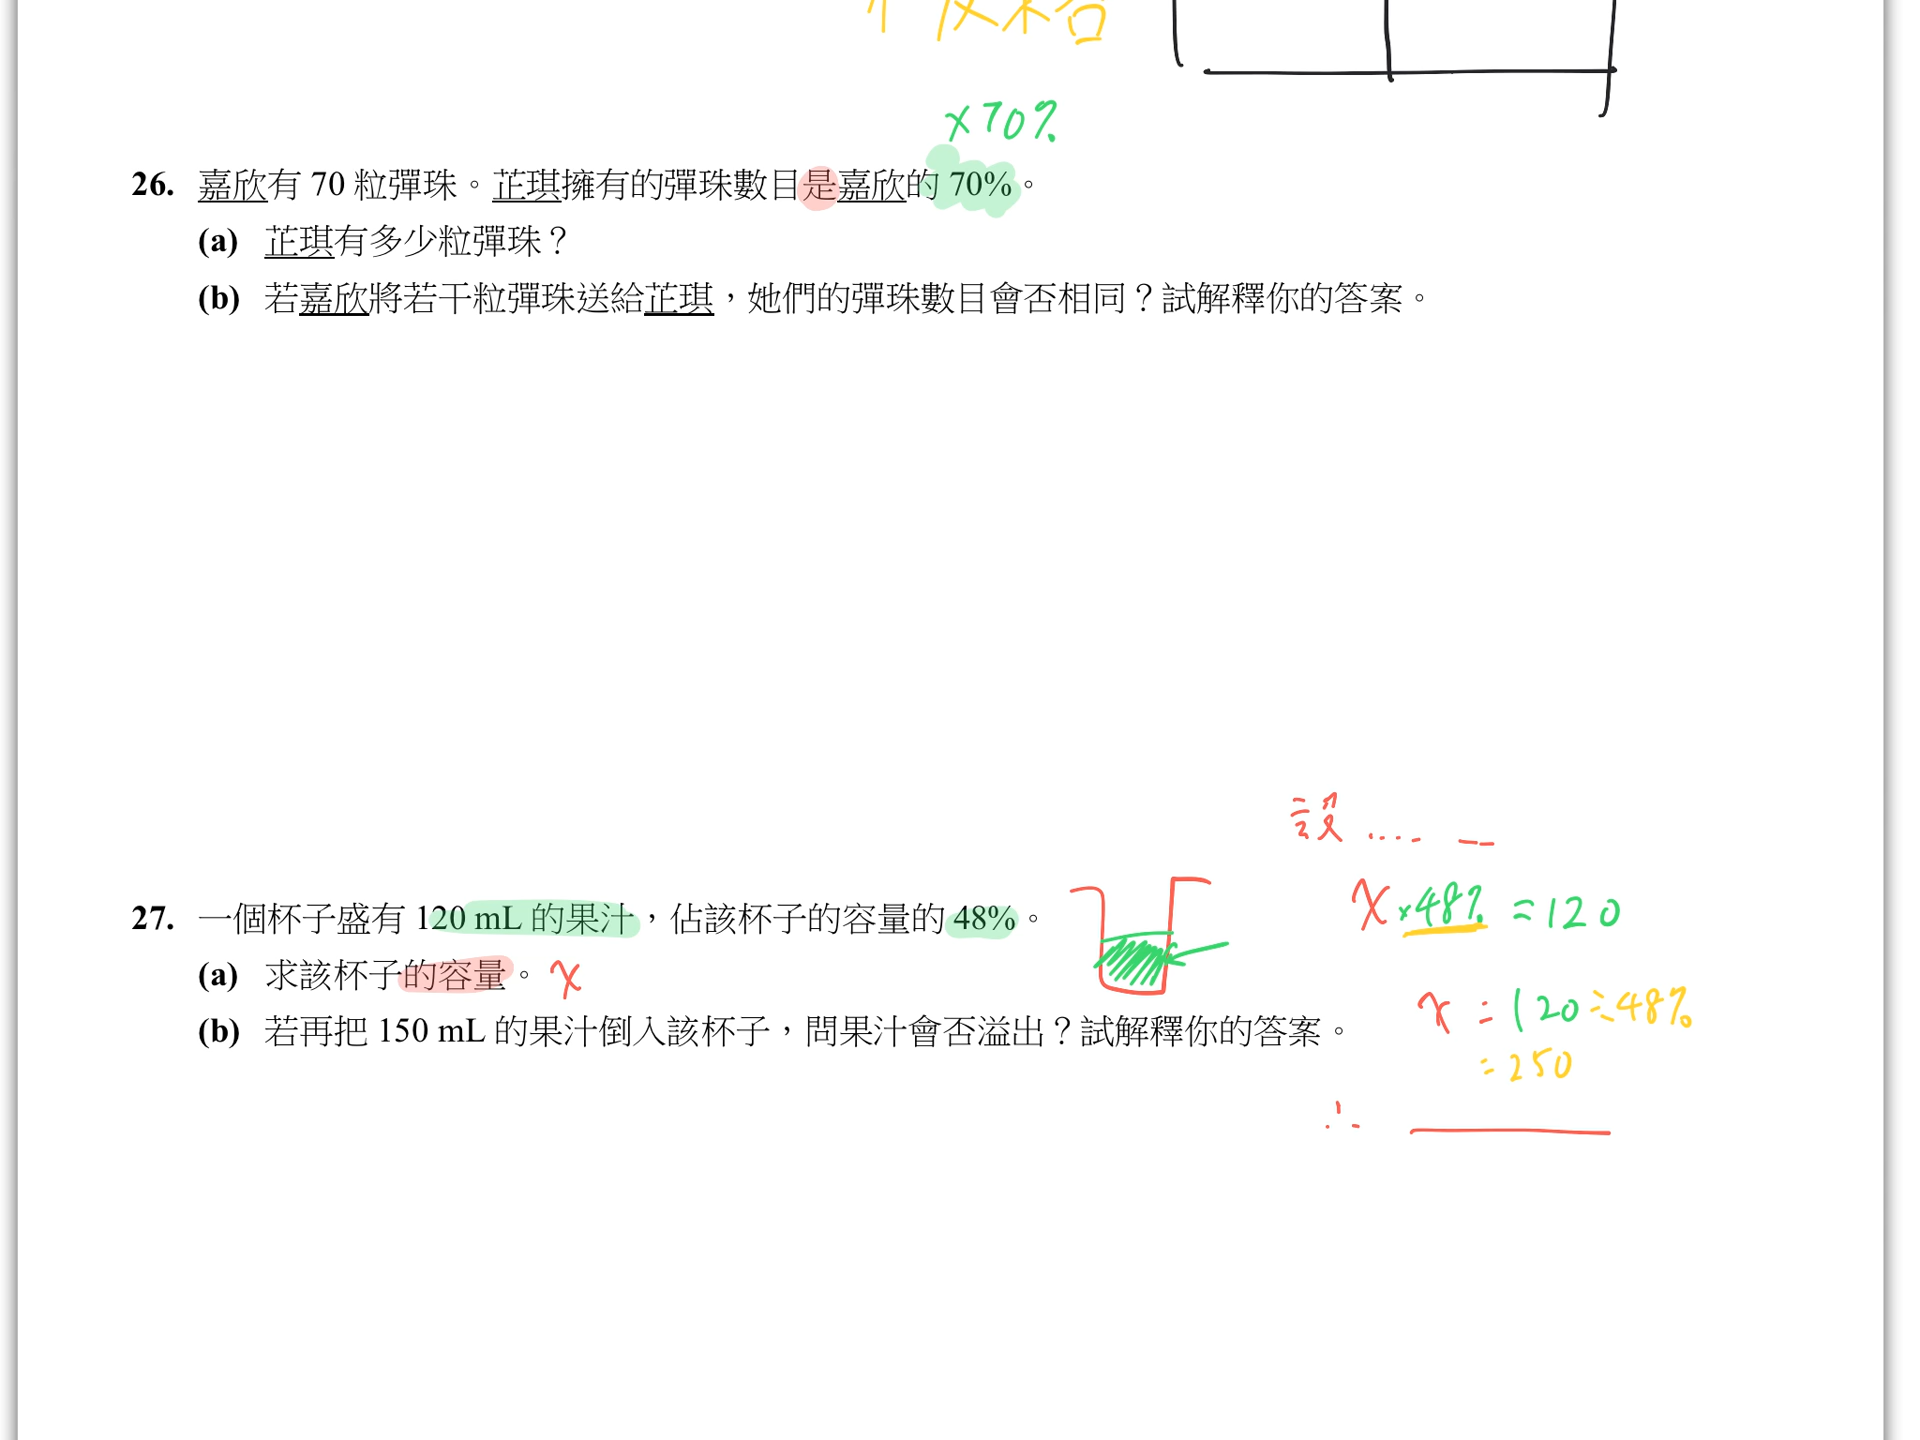 ×70%
26. 嘉欣有 70 粒彈珠。芷琪擁有的彈珠數目是嘉欣的 70%。
(a) 芷琪有多少粒彈珠？
(b) 若嘉欣將若干粒彈珠送給芷琪，她們的彈珠數目會否相同？試解釋你的答案。
設.... __
x×48% =120
27. 一個杯子盛有 120 mL 的果汁，佔該杯子的容量的 48%。
(a) 求該杯子的容量。 x
x = 120÷48%
(b) 若再把 150 mL 的果汁倒入該杯子，問果汁會否溢出？試解釋你的答案。
= 250
∴ ____